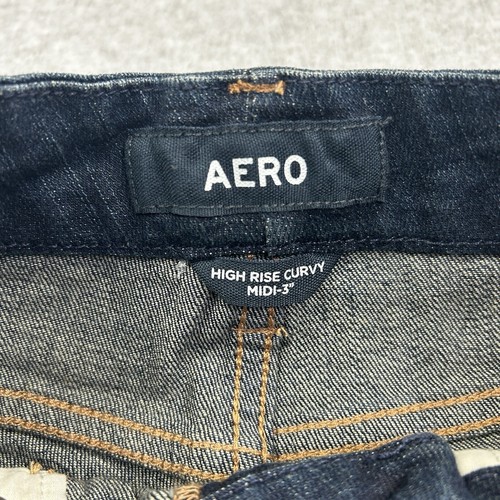 AERO
HIGH RISE CURVY
MIDI-3"